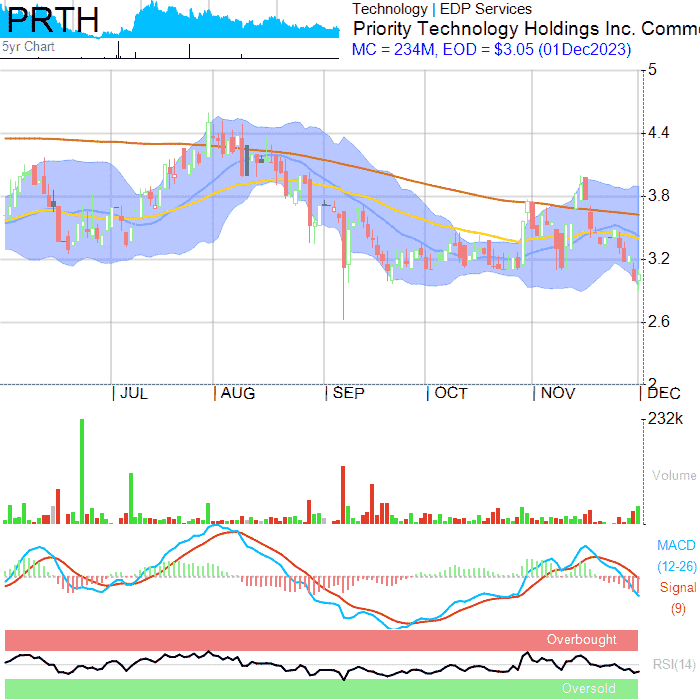 PRTH
5yr Chart
Technology | EDP Services
Priority Technology Holdings Inc. Comm
MC = 234M, EOD = $3.05 (01Dec2023)
5
4.4
3.8
3.2
2.6
2
JUL AUG SEP OCT NOV DEC
232k
Volume
MACD
(12-26)
Signal
(9)
Overbought
RSI(14)
Oversold